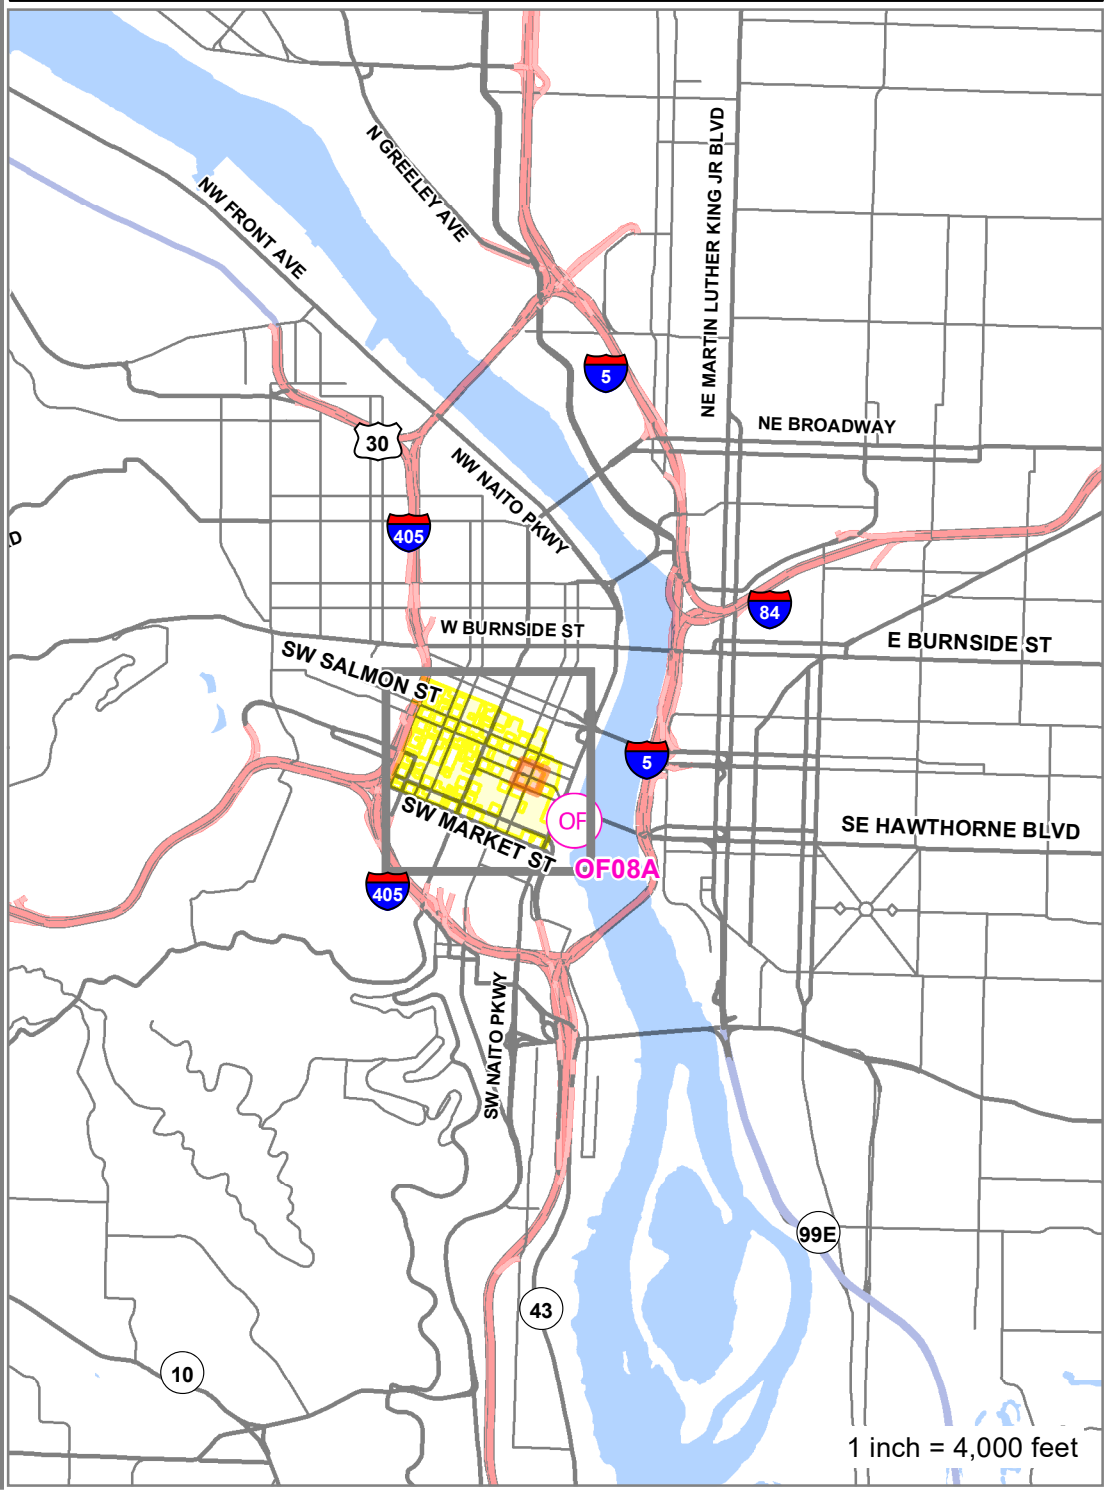 N GREELEY AVE
NW FRONT AVE
NE MARTIN LUTHER KING JR BLVD
5
NE BROADWAY
30
NW NAITO PKWY
405
D
84
W BURNSIDE ST
E BURNSIDE ST
SW SALMON ST
5
SW MARKET ST
OF
SE HAWTHORNE BLVD
OF08A
405
SW NAITO PKWY
99E
43
10
1 inch = 4,000 feet